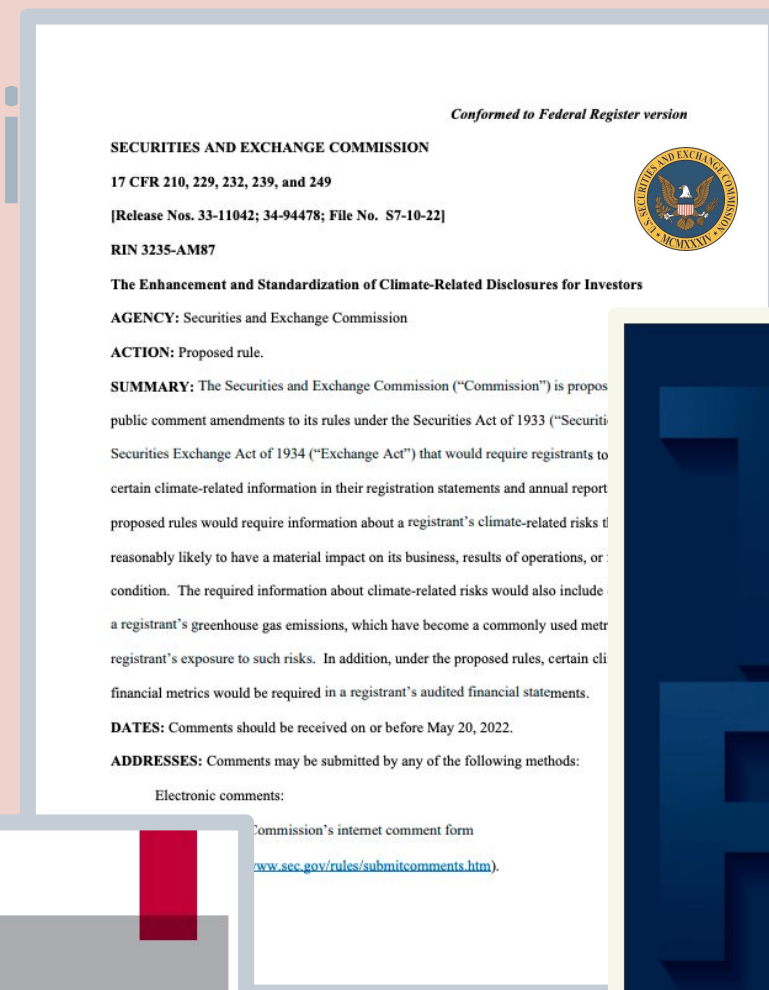 Conformed to Federal Register version
SECURITIES AND EXCHANGE COMMISSION
17 CFR 210, 229, 232, 239, and 249
[Release Nos. 33-11042; 34-94478; File No.  S7-10-22]
RIN 3235-AM87
U.S. SECURITIES AND EXCHANGE COMMISSION
MCMXXXIV
The Enhancement and Standardization of Climate-Related Disclosures for Investors
AGENCY: Securities and Exchange Commission
ACTION: Proposed rule.
SUMMARY: The Securities and Exchange Commission (“Commission”) is
public comment amendments to its rules under the Securities Act of 1933
Securities Exchange Act of 1934 (“Exchange Act”) that would require registrants to
certain climate-related information in their registration statements and annual
proposed rules would require information about a registrant’s climate-related risks
reasonably likely to have a material impact on its business, results of operations, or
condition.  The required information about climate-related risks would also include
a registrant’s greenhouse gas emissions, which have become a commonly used
registrant’s exposure to such risks.  In addition, under the proposed rules, certain
financial metrics would be required in a registrant’s audited financial statements.
DATES: Comments should be received on or before May 20, 2022.
ADDRESSES: Comments may be submitted by any of the following methods:
Electronic comments:
Commission’s internet comment form
www.sec.gov/rules/submitcomments.htm).